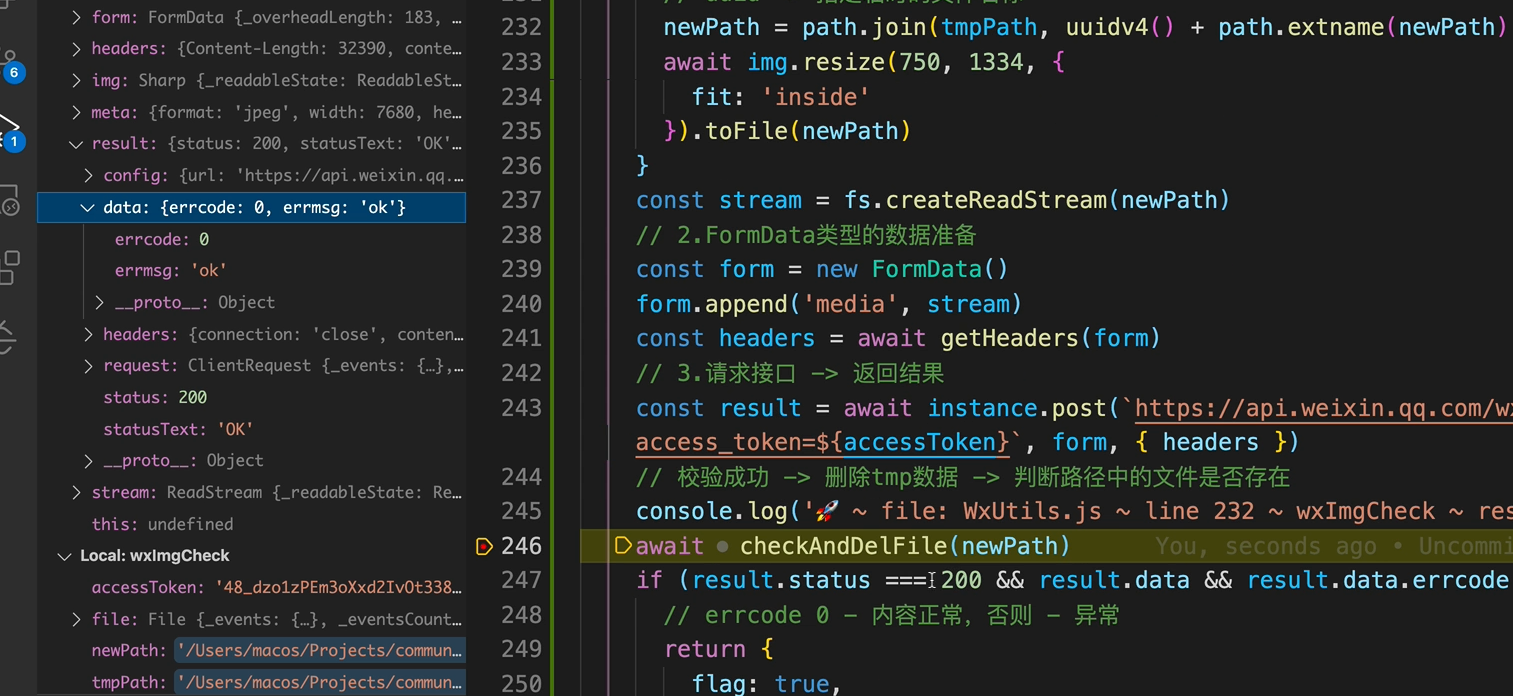 form: FormData {_overheadLength: 183, …
headers: {Content-Length: 32390, conte…
img: Sharp {_readableState: ReadableSt…
meta: {format: 'jpeg', width: 7680, he…
result: {status: 200, statusText: 'OK'…
config: {url: 'https://api.weixin.qq.…
data: {errcode: 0, errmsg: 'ok'}
errcode: 0
errmsg: 'ok'
__proto__: Object
headers: {connection: 'close', conten…
request: ClientRequest {_events: {…},…
status: 200
statusText: 'OK'
__proto__: Object
stream: ReadStream {_readableState: Re…
this: undefined
Local: wxImgCheck
accessToken: '48_dzo1zPEm3oXxd2IvOt338…
file: File {_events: {…}, _eventsCount…
newPath: '/Users/macos/Projects/commun…
tmpPath: '/Users/macos/Projects/commun…
6
1
232 newPath = path.join(tmpPath, uuidv4() + path.extname(newPath)
233 await img.resize(750, 1334, {
234 fit: 'inside'
235 }).toFile(newPath)
236 }
237 const stream = fs.createReadStream(newPath)
238 // 2.FormData类型的数据准备
239 const form = new FormData()
240 form.append('media', stream)
241 const headers = await getHeaders(form)
242 // 3.请求接口 -> 返回结果
243 const result = await instance.post(`https://api.weixin.qq.com/wx
access_token=${accessToken}`, form, { headers })
244 // 校验成功 -> 删除tmp数据 -> 判断路径中的文件是否存在
245 console.log('🚀 ~ file: WxUtils.js ~ line 232 ~ wxImgCheck ~ res
246 await checkAndDelFile(newPath) You, seconds ago • Uncommi
247 if (result.status === 200 && result.data && result.data.errcode
248 // errcode 0 - 内容正常，否则 - 异常
249 return {
250 flag: true,